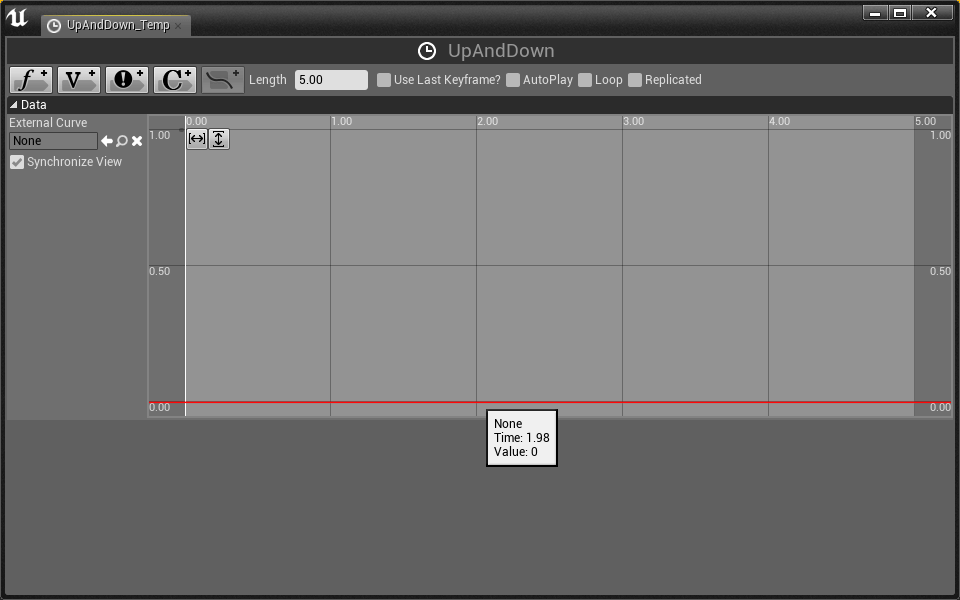 UpAndDown_Temp
UpAndDown
f V ! C Length 5.00 Use Last Keyframe? AutoPlay Loop Replicated
Data
External Curve
None
Synchronize View
0.00 1.00 2.00 3.00 4.00 5.00
1.00 1.00
0.50 0.50
0.00 0.00
None
Time: 1.98
Value: 0